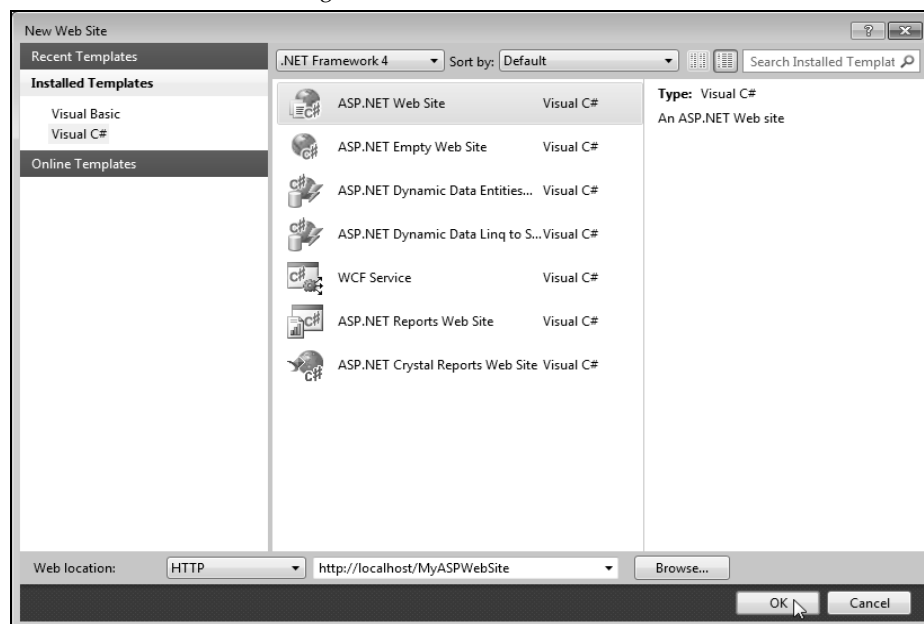 New Web Site
Recent Templates
Installed Templates
Visual Basic
Visual C#
Online Templates
.NET Framework 4
Sort by: Default
Search Installed Templat
ASP.NET Web Site Visual C#
ASP.NET Empty Web Site Visual C#
ASP.NET Dynamic Data Entities... Visual C#
ASP.NET Dynamic Data Linq to S... Visual C#
WCF Service Visual C#
ASP.NET Reports Web Site Visual C#
ASP.NET Crystal Reports Web Site Visual C#
Type: Visual C#
An ASP.NET Web site
Web location: HTTP http://localhost/MyASPWebSite Browse...
OK Cancel